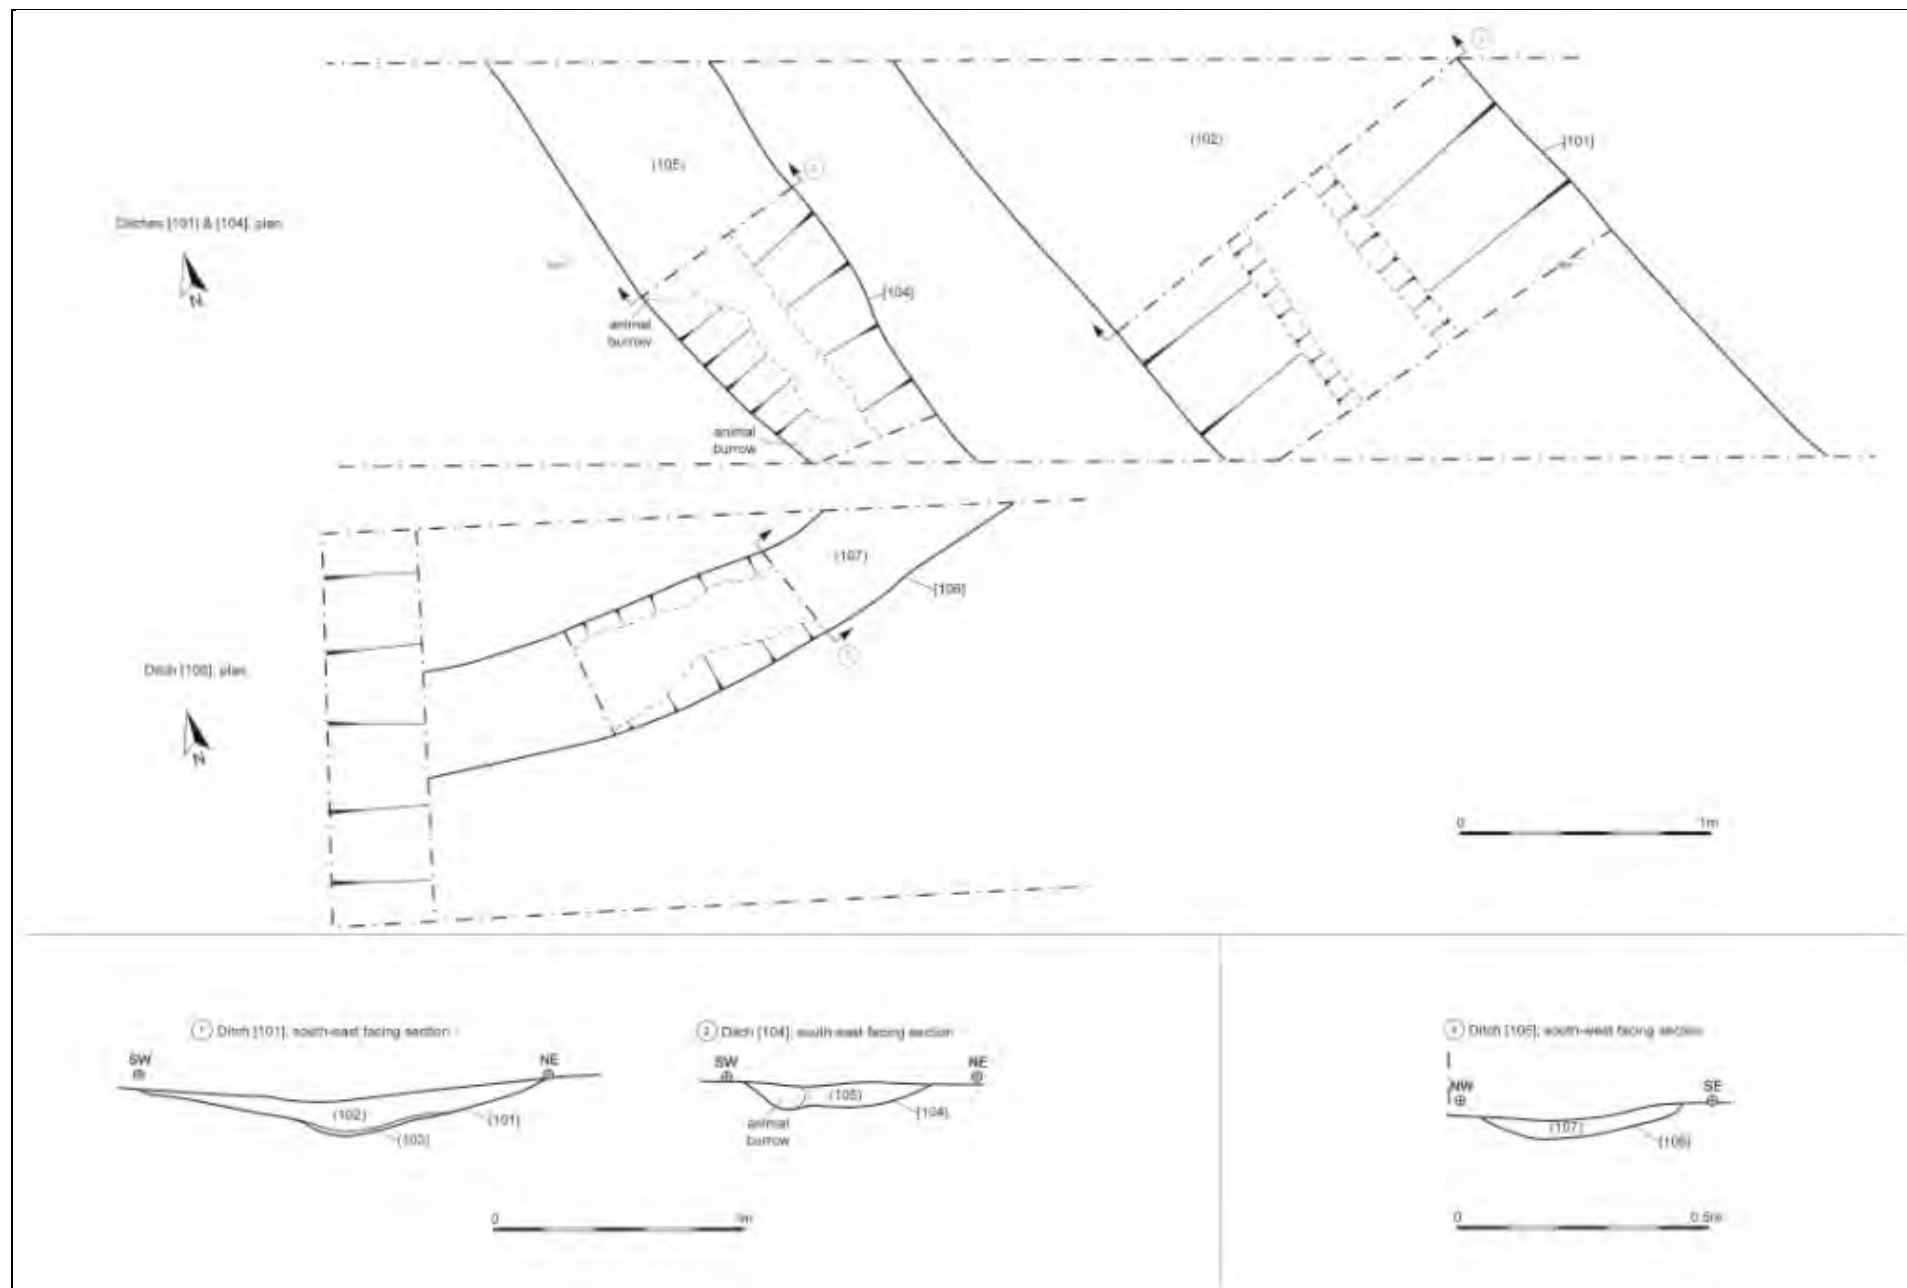 (102)
[101]
(105)
Ditches [101] & [104], plan
N
[104]
animal
burrow
animal
burrow
(107)
[106]
Ditch [106], plan
N
0 1m
1 Ditch [101], south-east facing section
SW NE
(102)
[101]
(103)
2 Ditch [104], south-east facing section
SW NE
(105)
[104]
animal
burrow
Ditch [106], south-west facing section
NW SE
(107)
[106]
0 1m
0 0.5m